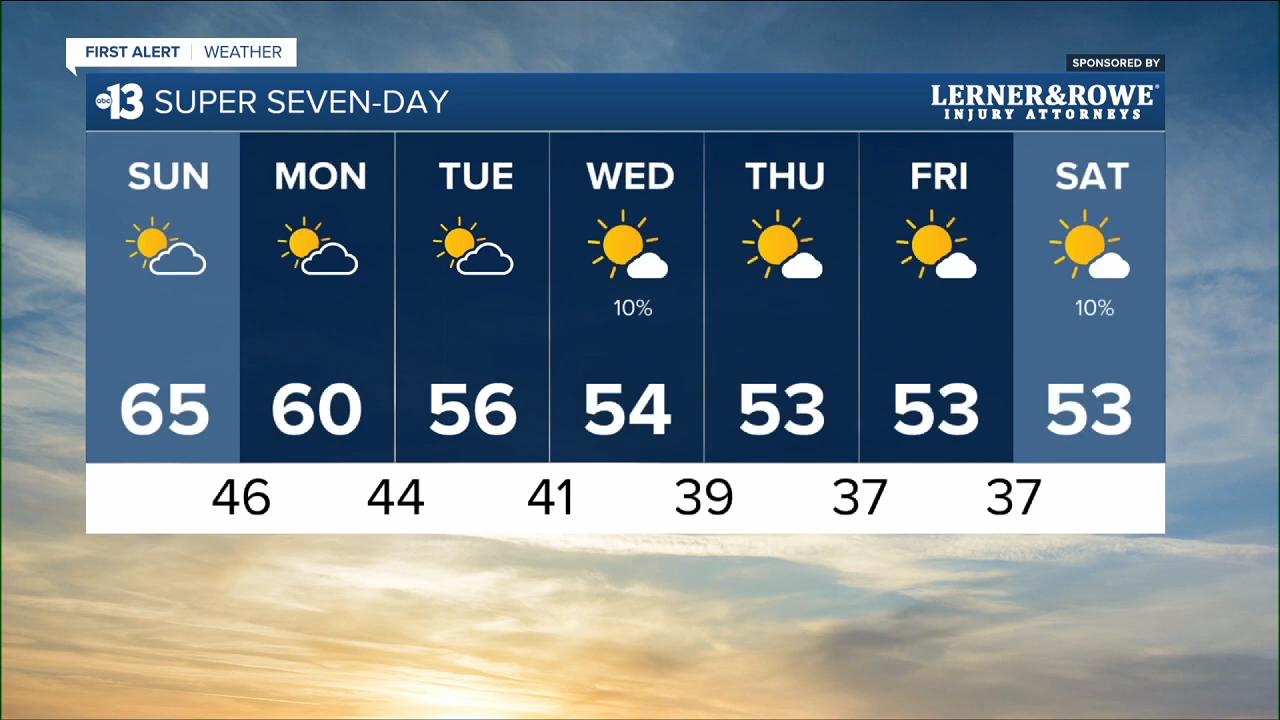 FIRST ALERT | WEATHER
SPONSORED BY
abc 13 SUPER SEVEN-DAY
LERNER&ROWE®
INJURY ATTORNEYS
SUN MON TUE WED THU FRI SAT
10% 10%
65 60 56 54 53 53 53
46 44 41 39 37 37